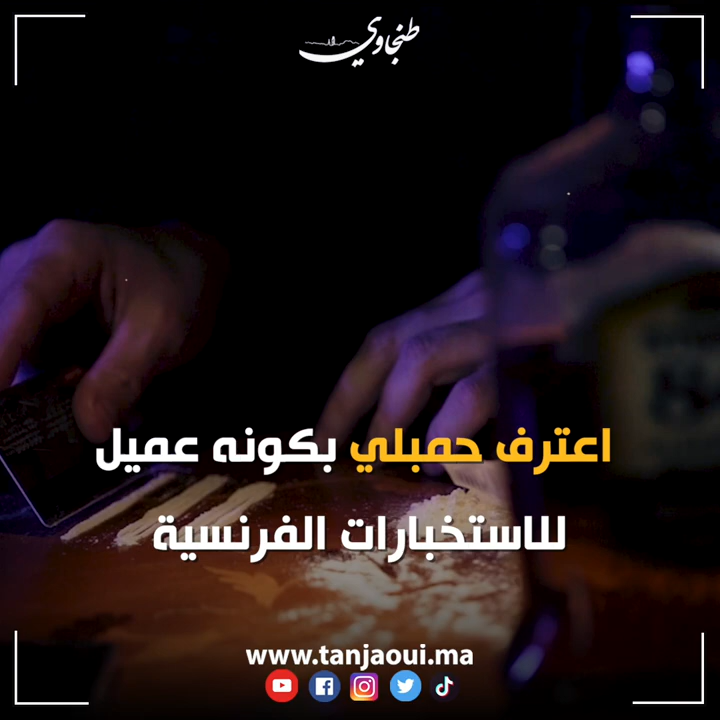 طنجاوي
اعترف حمبلي بكونه عميل
للاستخبارات الفرنسية
www.tanjaoui.ma